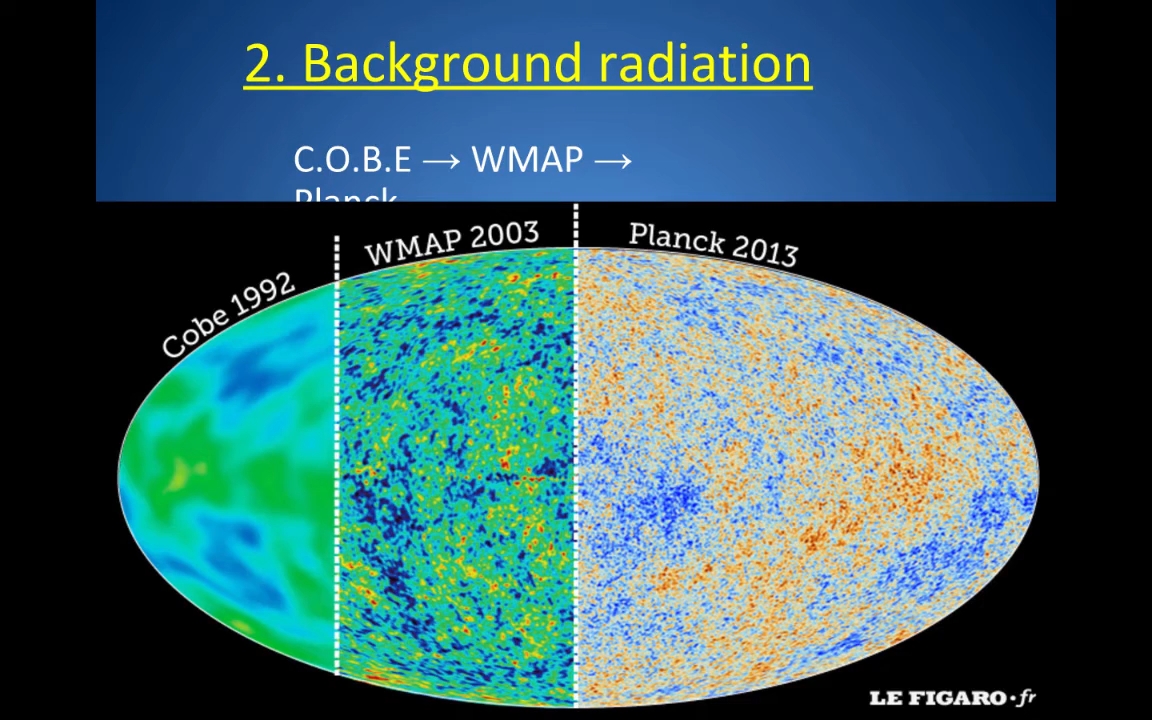 2. Background radiation
C.O.B.E → WMAP →
Planck
Cobe 1992
WMAP 2003
Planck 2013
LE FIGARO·fr